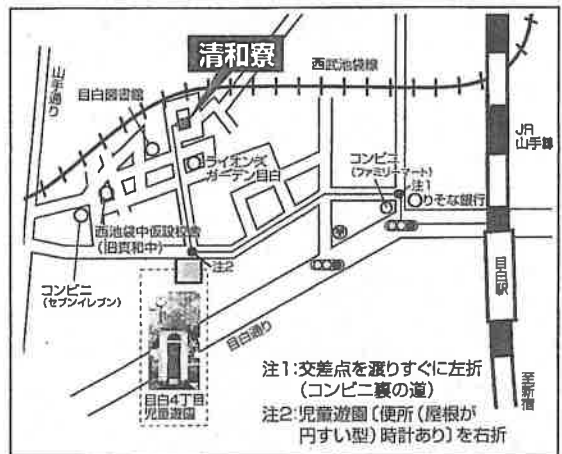 清和寮
西武池袋線
山手通り
目白図書館
JR
山手線
ライオンズ
ガーデン目白
コンビニ
(ファミリーマート)
注1
りそな銀行
西池袋中仮設校舎
(旧真和中)
注2
コンビニ
(セブンイレブン)
目白駅
目白通り
目白4丁目
児童遊園
至新宿
注1:交差点を渡りすぐに左折
(コンビニ裏の道)
注2:児童遊園〔便所(屋根が
円すい型)時計あり〕を右折